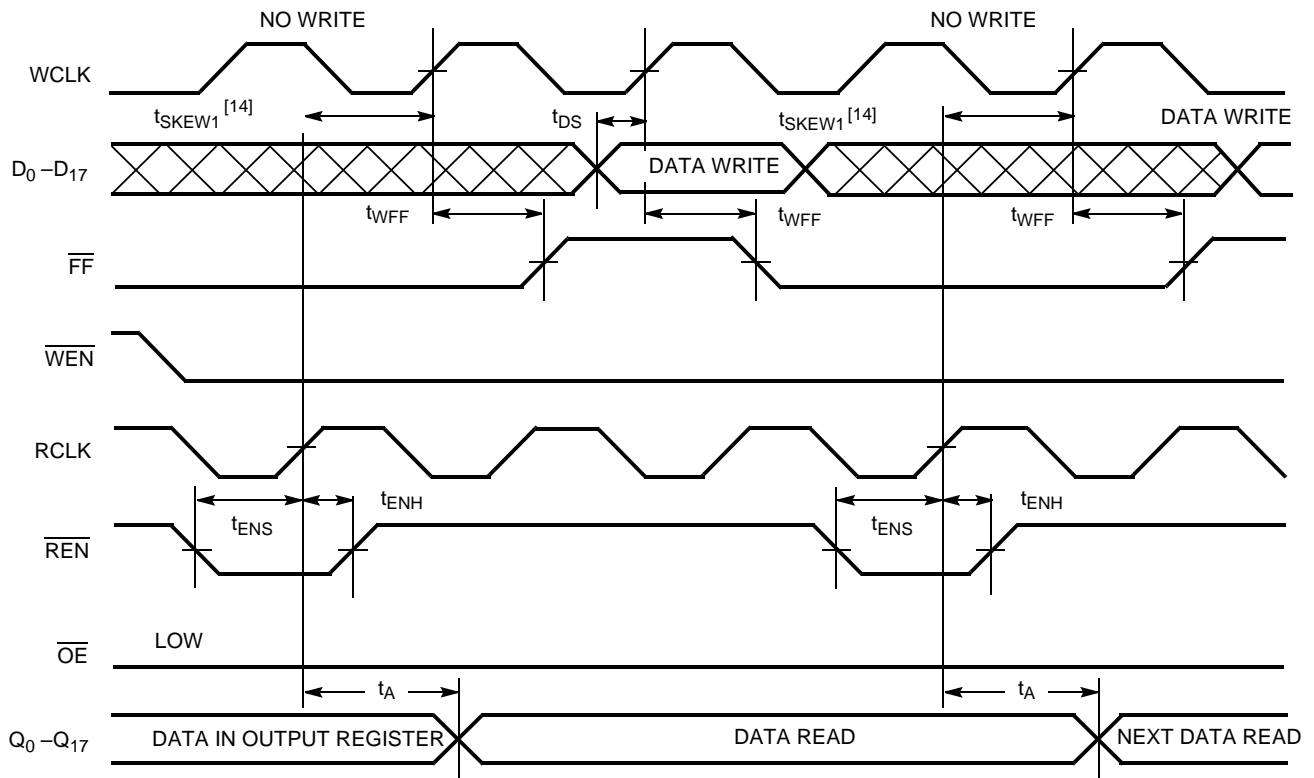 NO WRITE NO WRITE
WCLK
tSKEW1 [14] tDS tSKEW1 [14] DATA WRITE
D0 –D17 DATA WRITE
tWFF tWFF tWFF
FF
WEN
RCLK
tENS tENH tENS tENH
REN
OE LOW
tA tA
Q0 –Q17 DATA IN OUTPUT REGISTER DATA READ NEXT DATA READ